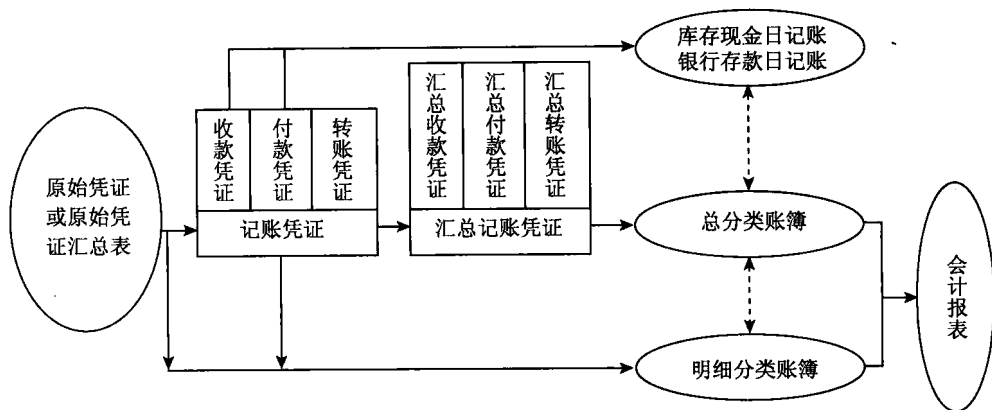 库存现金日记账
银行存款日记账
收款凭证
付款凭证
转账凭证
汇总收款凭证
汇总付款凭证
汇总转账凭证
原始凭证
或原始凭
证汇总表
记账凭证
汇总记账凭证
总分类账簿
会计报表
明细分类账簿